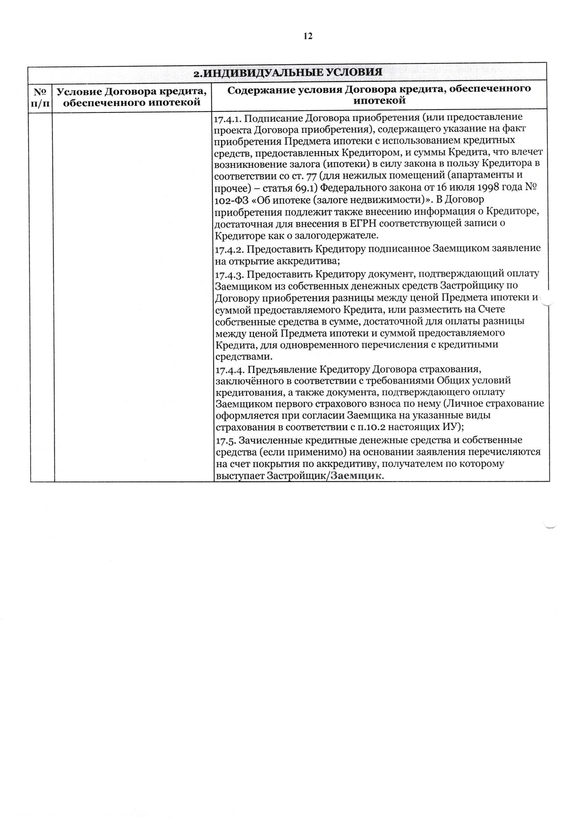 12
2.ИНДИВИДУАЛЬНЫЕ УСЛОВИЯ
№ п/п
Условие Договора кредита, обеспеченного ипотекой
Содержание условия Договора кредита, обеспеченного ипотекой
17.4.1. Подписание Договора приобретения (или предоставление
проекта Договора приобретения), содержащего указание на факт
приобретения Предмета ипотеки с использованием кредитных
средств, предоставленных Кредитором, и суммы Кредита, что влечет
возникновение залога (ипотеки) в силу закона в пользу Кредитора в
соответствии со ст. 77 (для нежилых помещений (апартаменты и
прочее) – статья 69.1) Федерального закона от 16 июля 1998 года №
102-ФЗ «Об ипотеке (залоге недвижимости)». В Договор
приобретения подлежит также внесению информация о Кредиторе,
достаточная для внесения в ЕГРН соответствующей записи о
Кредиторе как о залогодержателе.
17.4.2. Предоставить Кредитору подписанное Заемщиком заявление
на открытие аккредитива;
17.4.3. Предоставить Кредитору документ, подтверждающий оплату
Заемщиком из собственных денежных средств Застройщику по
Договору приобретения разницы между ценой Предмета ипотеки и
суммой предоставляемого Кредита, или разместить на Счете
собственные средства в сумме, достаточной для оплаты разницы
между ценой Предмета ипотеки и суммой предоставляемого
Кредита, для одновременного перечисления с кредитными
средствами.
17.4.4. Предъявление Кредитору Договора страхования,
заключённого в соответствии с требованиями Общих условий
кредитования, а также документа, подтверждающего оплату
Заемщиком первого страхового взноса по нему (Личное страхование
оформляется при согласии Заемщика на указанные виды
страхования в соответствии с п.10.2 настоящих ИУ);
17.5. Зачисленные кредитные денежные средства и собственные
средства (если применимо) на основании заявления перечисляются
на счет покрытия по аккредитиву, получателем по которому
выступает Застройщик/Заемщик.